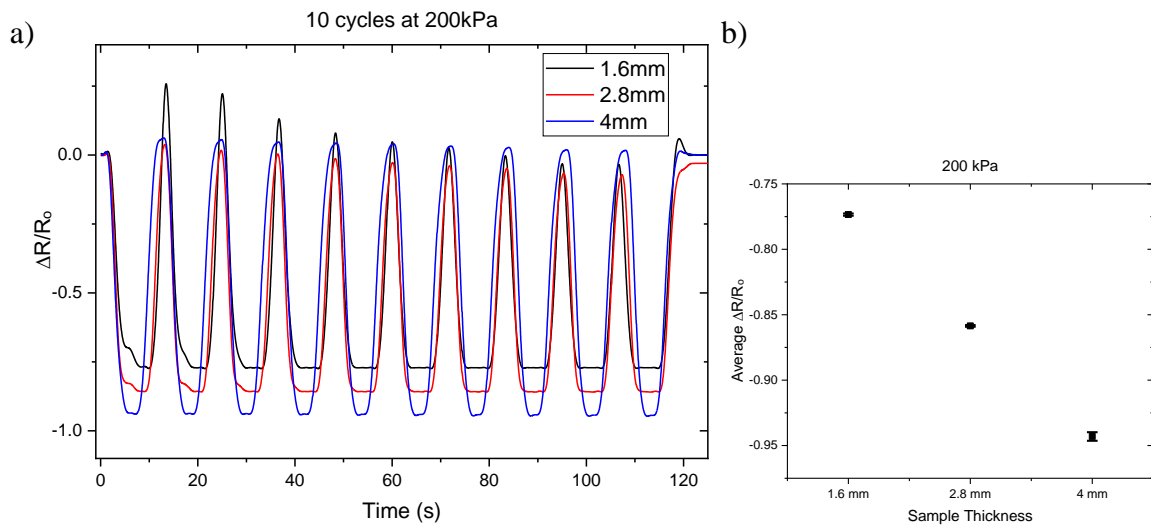 a)
10 cycles at 200kPa
1.6mm
2.8mm
4mm
0.0
-0.5
-1.0
ΔR/Ro
0 20 40 60 80 100 120
Time (s)
b)
200 kPa
-0.75
-0.80
-0.85
-0.90
-0.95
Average ΔR/Ro
1.6 mm 2.8 mm 4 mm
Sample Thickness